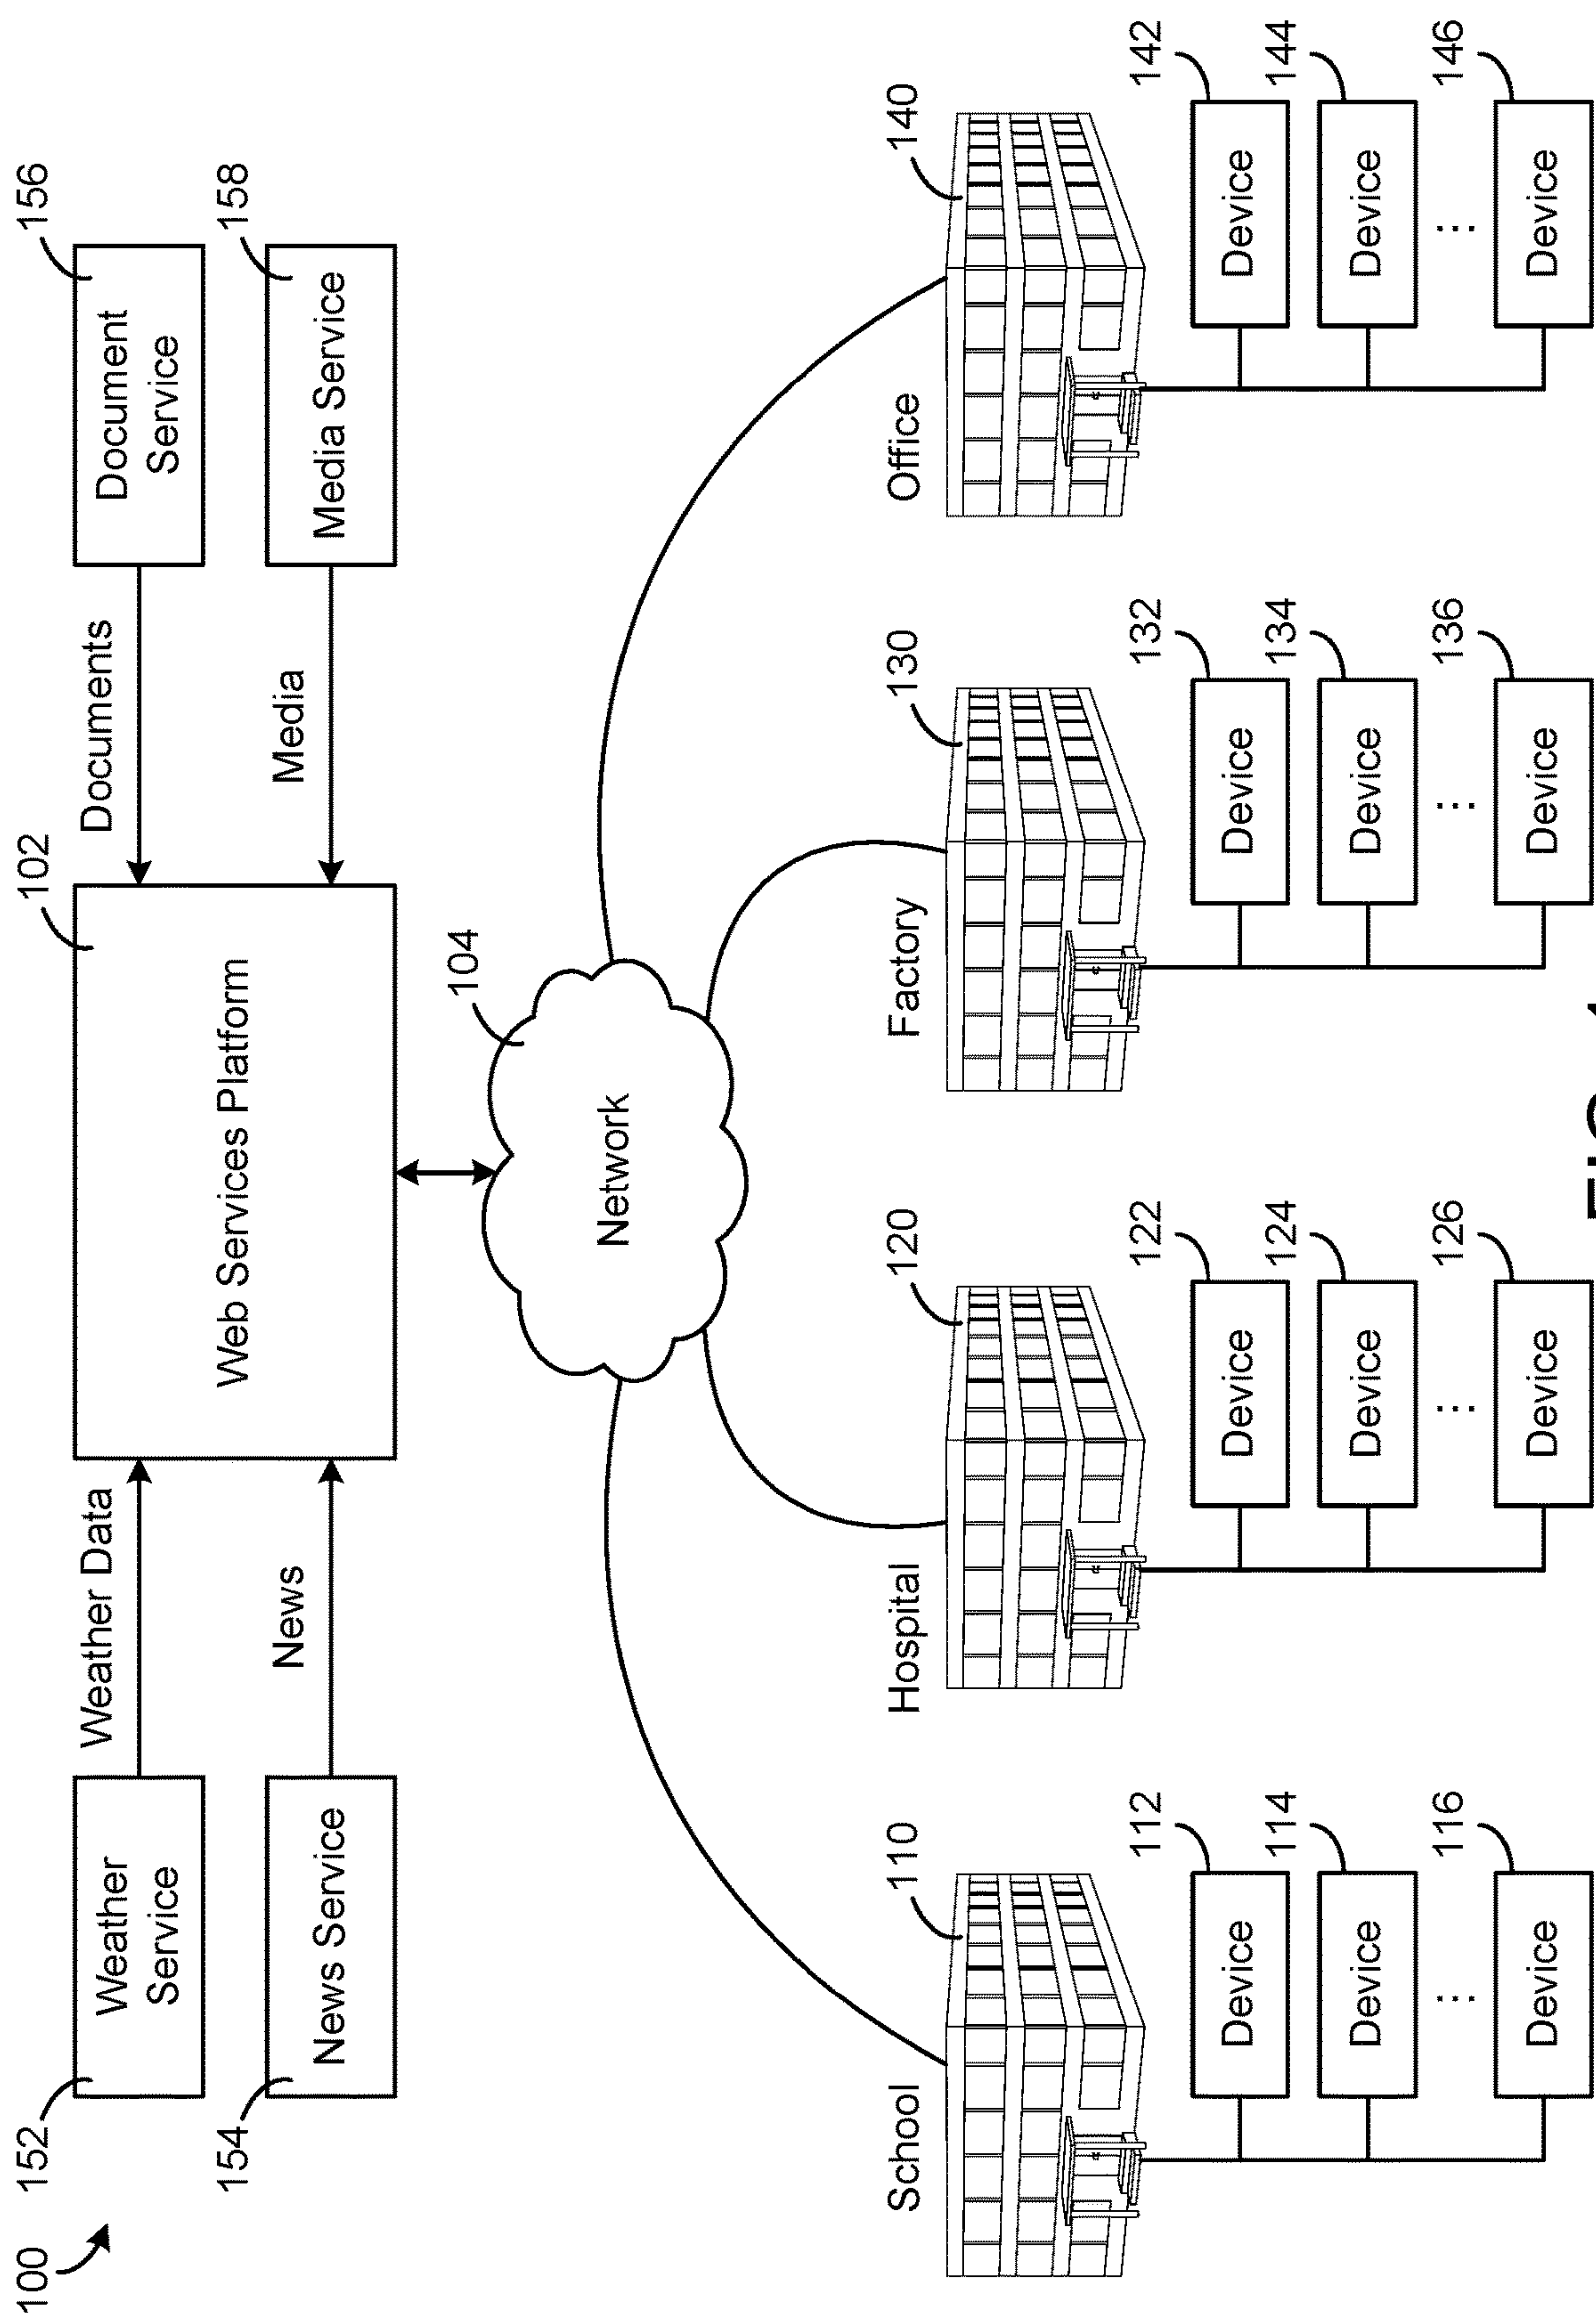 100
152
Weather
Service
154
News Service
Weather Data
News
102
Web Services Platform
Documents
Media
156
Document
Service
158
Media Service
104
Network
School
110
Hospital
120
Factory
130
Office
140
Device
112
Device
114
⋮
Device
116
Device
122
Device
124
⋮
Device
126
Device
132
Device
134
⋮
Device
136
Device
142
Device
144
⋮
Device
146